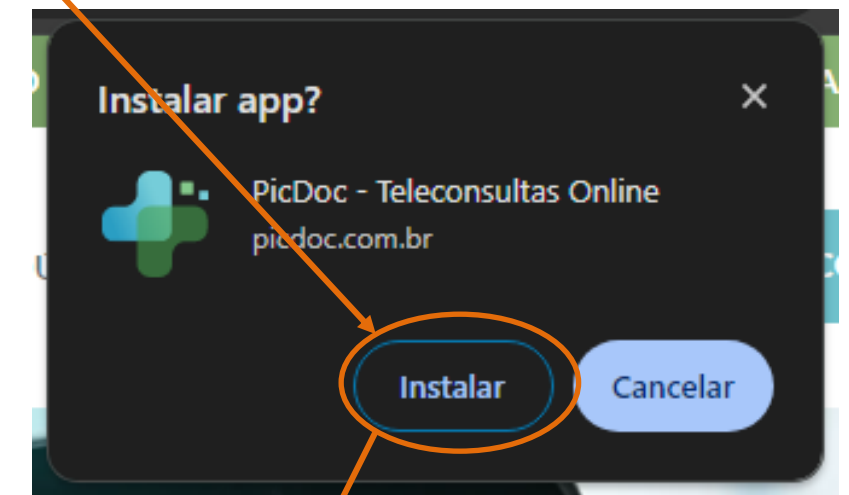 Instalar app?
PicDoc - Teleconsultas Online
picdoc.com.br
Instalar
Cancelar